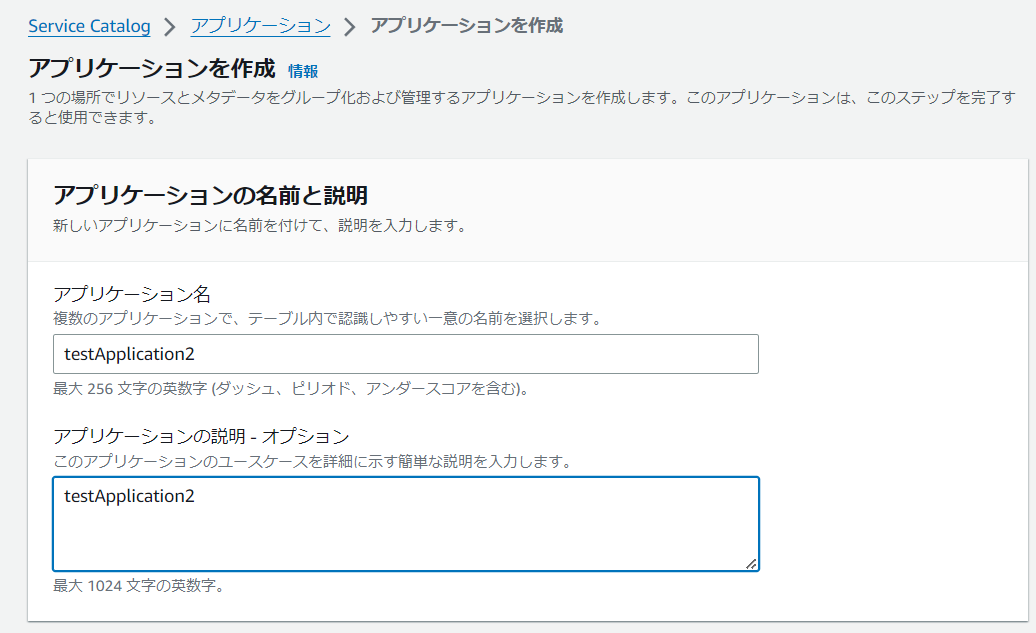 Service Catalog > アプリケーション > アプリケーションを作成
アプリケーションを作成 情報
1 つの場所でリソースとメタデータをグループ化および管理するアプリケーションを作成します。このアプリケーションは、このステップを完了す
ると使用できます。
アプリケーションの名前と説明
新しいアプリケーションに名前を付けて、説明を入力します。
アプリケーション名
複数のアプリケーションで、テーブル内で認識しやすい一意の名前を選択します。
testApplication2
最大 256 文字の英数字 (ダッシュ、ピリオド、アンダースコアを含む)。
アプリケーションの説明 - オプション
このアプリケーションのユースケースを詳細に示す簡単な説明を入力します。
testApplication2
最大 1024 文字の英数字。